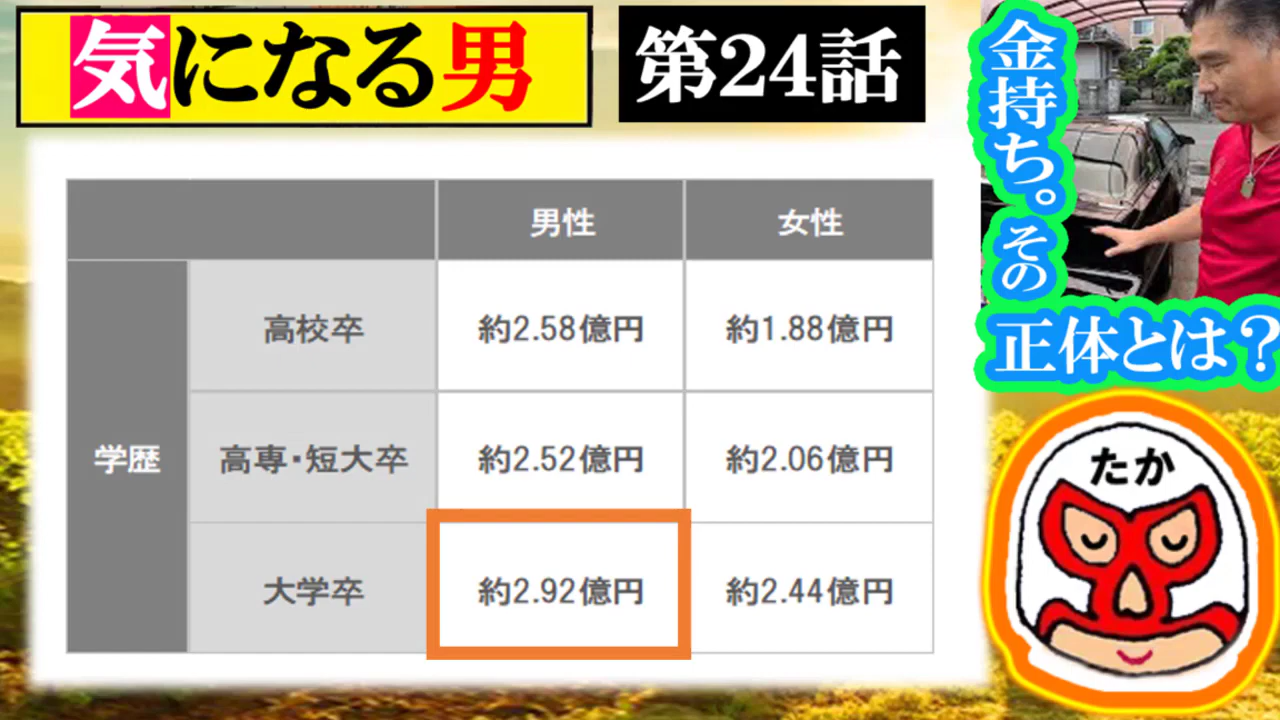 気になる男
第24話
金持ち。その
正体とは？
男性 女性
学歴
高校卒 約2.58億円 約1.88億円
高専・短大卒 約2.52億円 約2.06億円
大学卒 約2.92億円 約2.44億円
たか